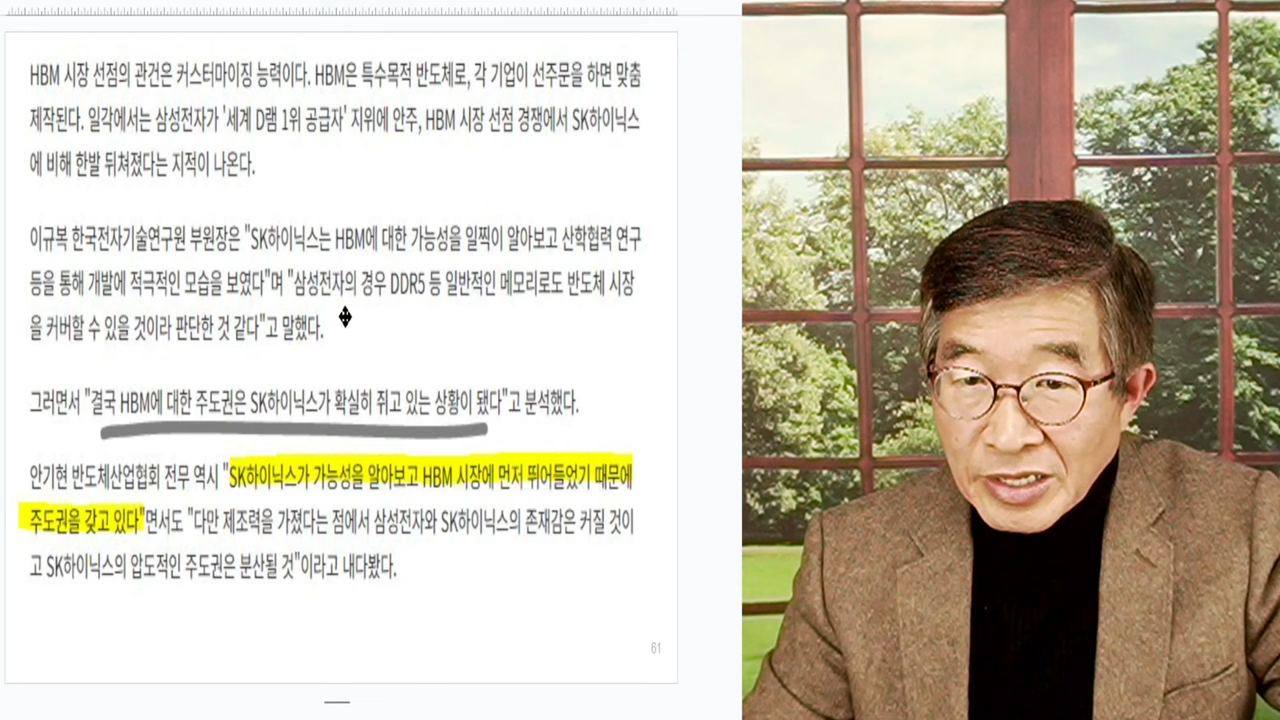 HBM 시장 선점의 관건은 커스터마이징 능력이다. HBM은 특수목적 반도체로, 각 기업이 선주문을 하면 맞춤
제작된다. 일각에서는 삼성전자가 '세계 D램 1위 공급자' 지위에 안주, HBM 시장 선점 경쟁에서 SK하이닉스
에 비해 한발 뒤쳐졌다는 지적이 나온다.
이규복 한국전자기술연구원 부원장은 "SK하이닉스는 HBM에 대한 가능성을 일찍이 알아보고 산학협력 연구
등을 통해 개발에 적극적인 모습을 보였다"며 "삼성전자의 경우 DDR5 등 일반적인 메모리로도 반도체 시장
을 커버할 수 있을 것이라 판단한 것 같다"고 말했다.
그러면서 "결국 HBM에 대한 주도권은 SK하이닉스가 확실히 쥐고 있는 상황이 됐다"고 분석했다.
안기현 반도체산업협회 전무 역시 "SK하이닉스가 가능성을 알아보고 HBM 시장에 먼저 뛰어들었기 때문에
주도권을 갖고 있다"면서도 "다만 제조력을 가졌다는 점에서 삼성전자와 SK하이닉스의 존재감은 커질 것이
고 SK하이닉스의 압도적인 주도권은 분산될 것"이라고 내다봤다.
61